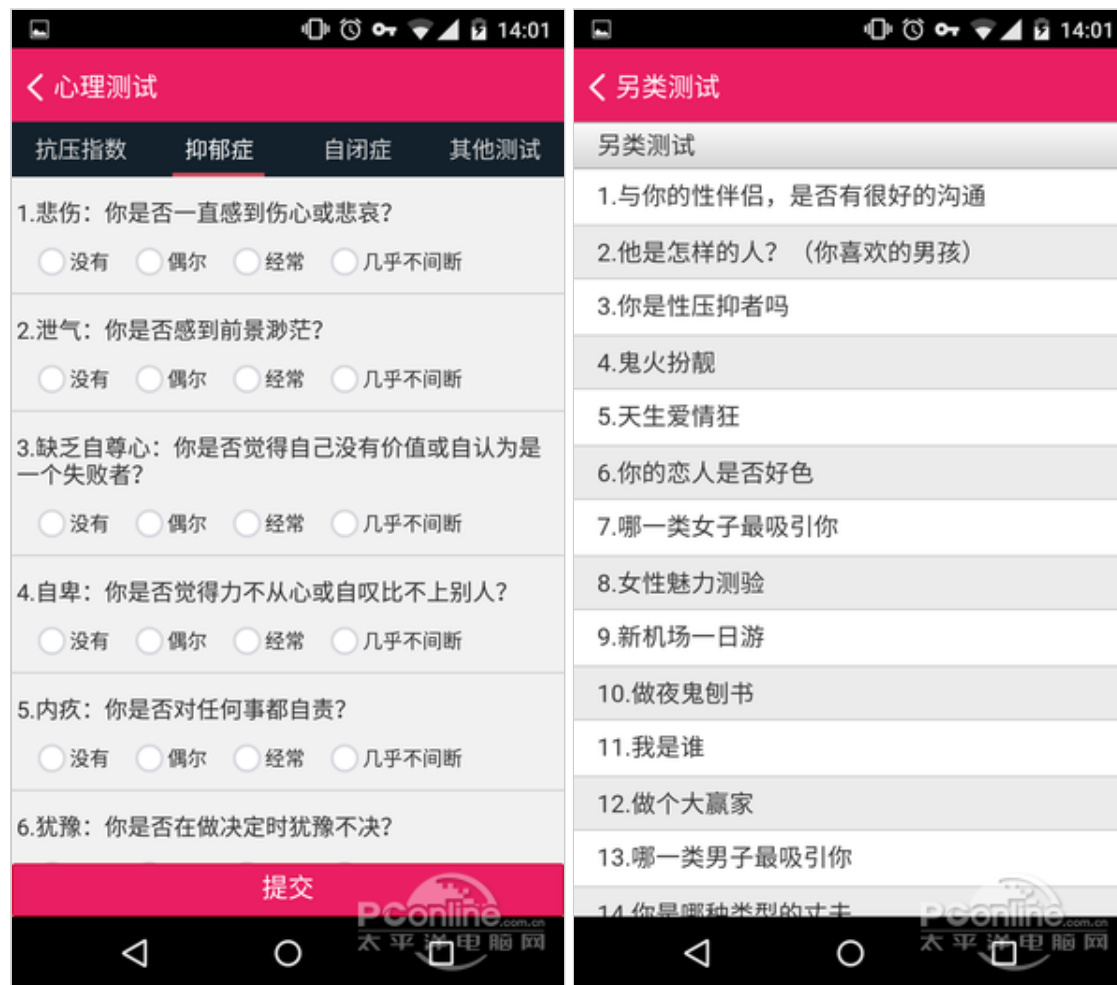 14:01
心理测试
抗压指数 抑郁症 自闭症 其他测试
1.悲伤：你是否一直感到伤心或悲哀？
没有 偶尔 经常 几乎不间断
2.泄气：你是否感到前景渺茫？
没有 偶尔 经常 几乎不间断
3.缺乏自尊心：你是否觉得自己没有价值或自认为是
一个失败者？
没有 偶尔 经常 几乎不间断
4.自卑：你是否觉得力不从心或自叹比不上别人？
没有 偶尔 经常 几乎不间断
5.内疚：你是否对任何事都自责？
没有 偶尔 经常 几乎不间断
6.犹豫：你是否在做决定时犹豫不决？
提交
PConline.com.cn
太平洋电脑网
14:01
另类测试
另类测试
1.与你的性伴侣，是否有很好的沟通
2.他是怎样的人？（你喜欢的男孩）
3.你是性压抑者吗
4.鬼火扮靓
5.天生爱情狂
6.你的恋人是否好色
7.哪一类女子最吸引你
8.女性魅力测验
9.新机场一日游
10.做夜鬼刨书
11.我是谁
12.做个大赢家
13.哪一类男子最吸引你
14.你是哪种类型的丈夫
PConline.com.cn
太平洋电脑网